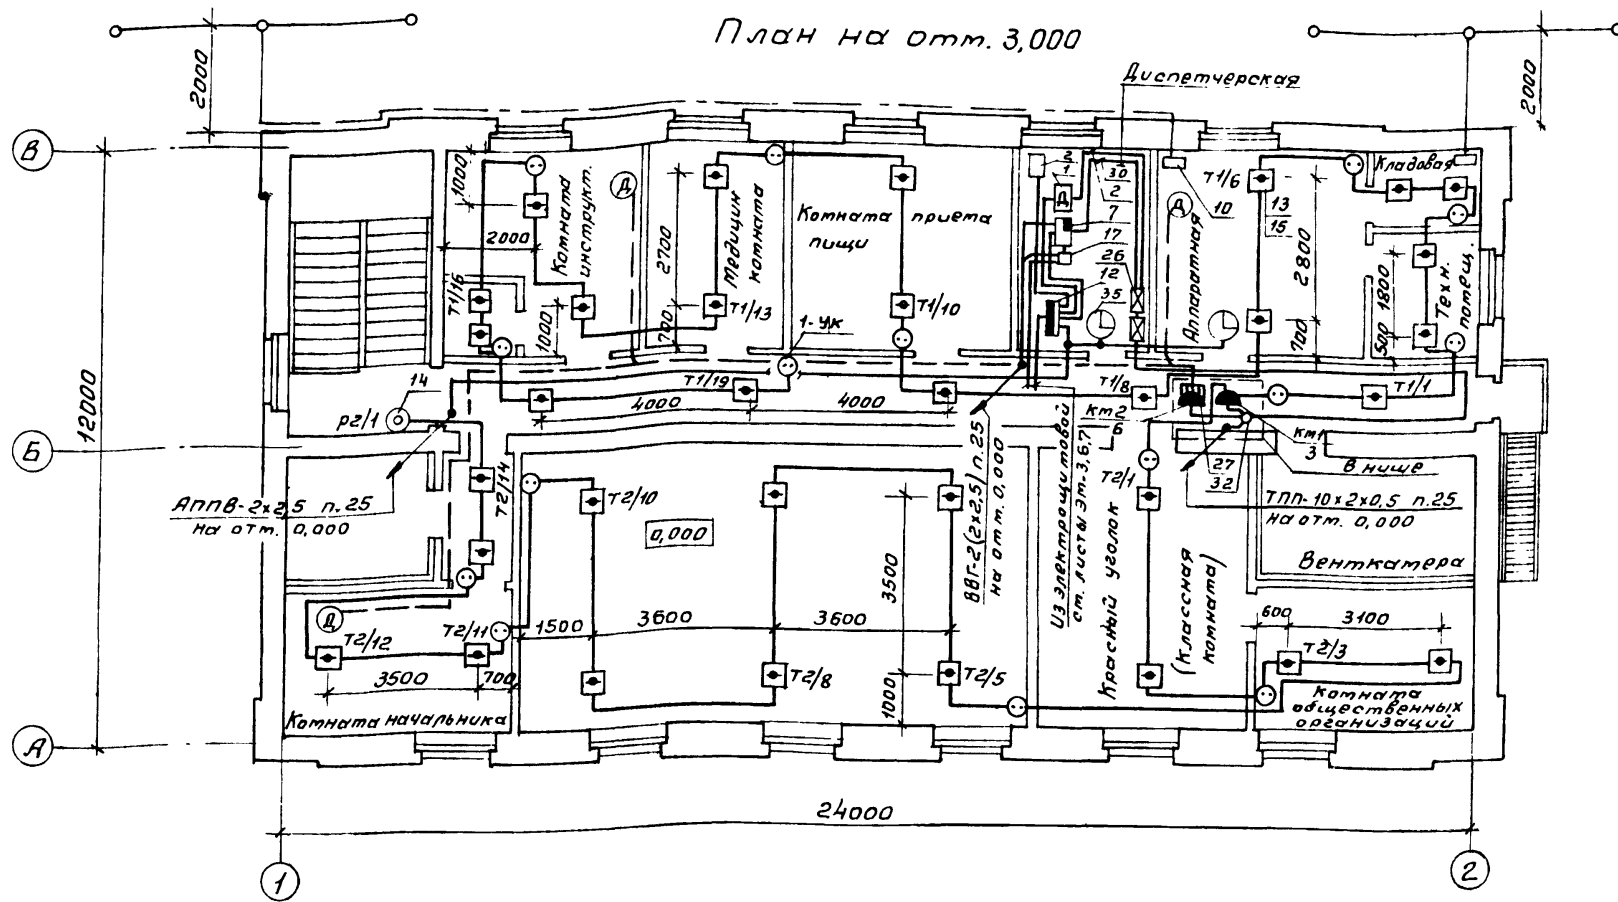 План на отм. 3,000
2000
2000
Диспетчерская
В
1000
2000
Комната
инструкт.
Д
2700
700
Медицин
комната
Комната приема
пищи
2
1
Д
30
2
7
17
12
26
35
10
Д
Аппаратная
Т1/6
13
15
2800
700
Кладовая
1800
500
Техн.
помещ.
Т1/16
1000
Т1/13
Т1/10
1-УК
12000
14
Р2/1
Т1/19
4000
4000
Т1/8
Т1/1
Б
км2
6
км1
3
27
32
В нише
АППВ-2х2,5 п.25
на отм. 0,000
Т2/14
Т2/10
0,000
3500
1000
ВВГ-2(2х2,5) п.25
на отм. 0,000
Из электрощитовой
см. листы эт.-3,6,7
Т2/1
ТПП-10х2х0,5 п.25
на отм. 0,000
Венткамера
Красный уголок
(Классная
комната)
Д
Т2/12
Т2/11
1500
3600
3600
600
3100
3500
700
Т2/8
Т2/5
Т2/3
Комната начальника
Комната
общественных
организаций
А
24000
1
2